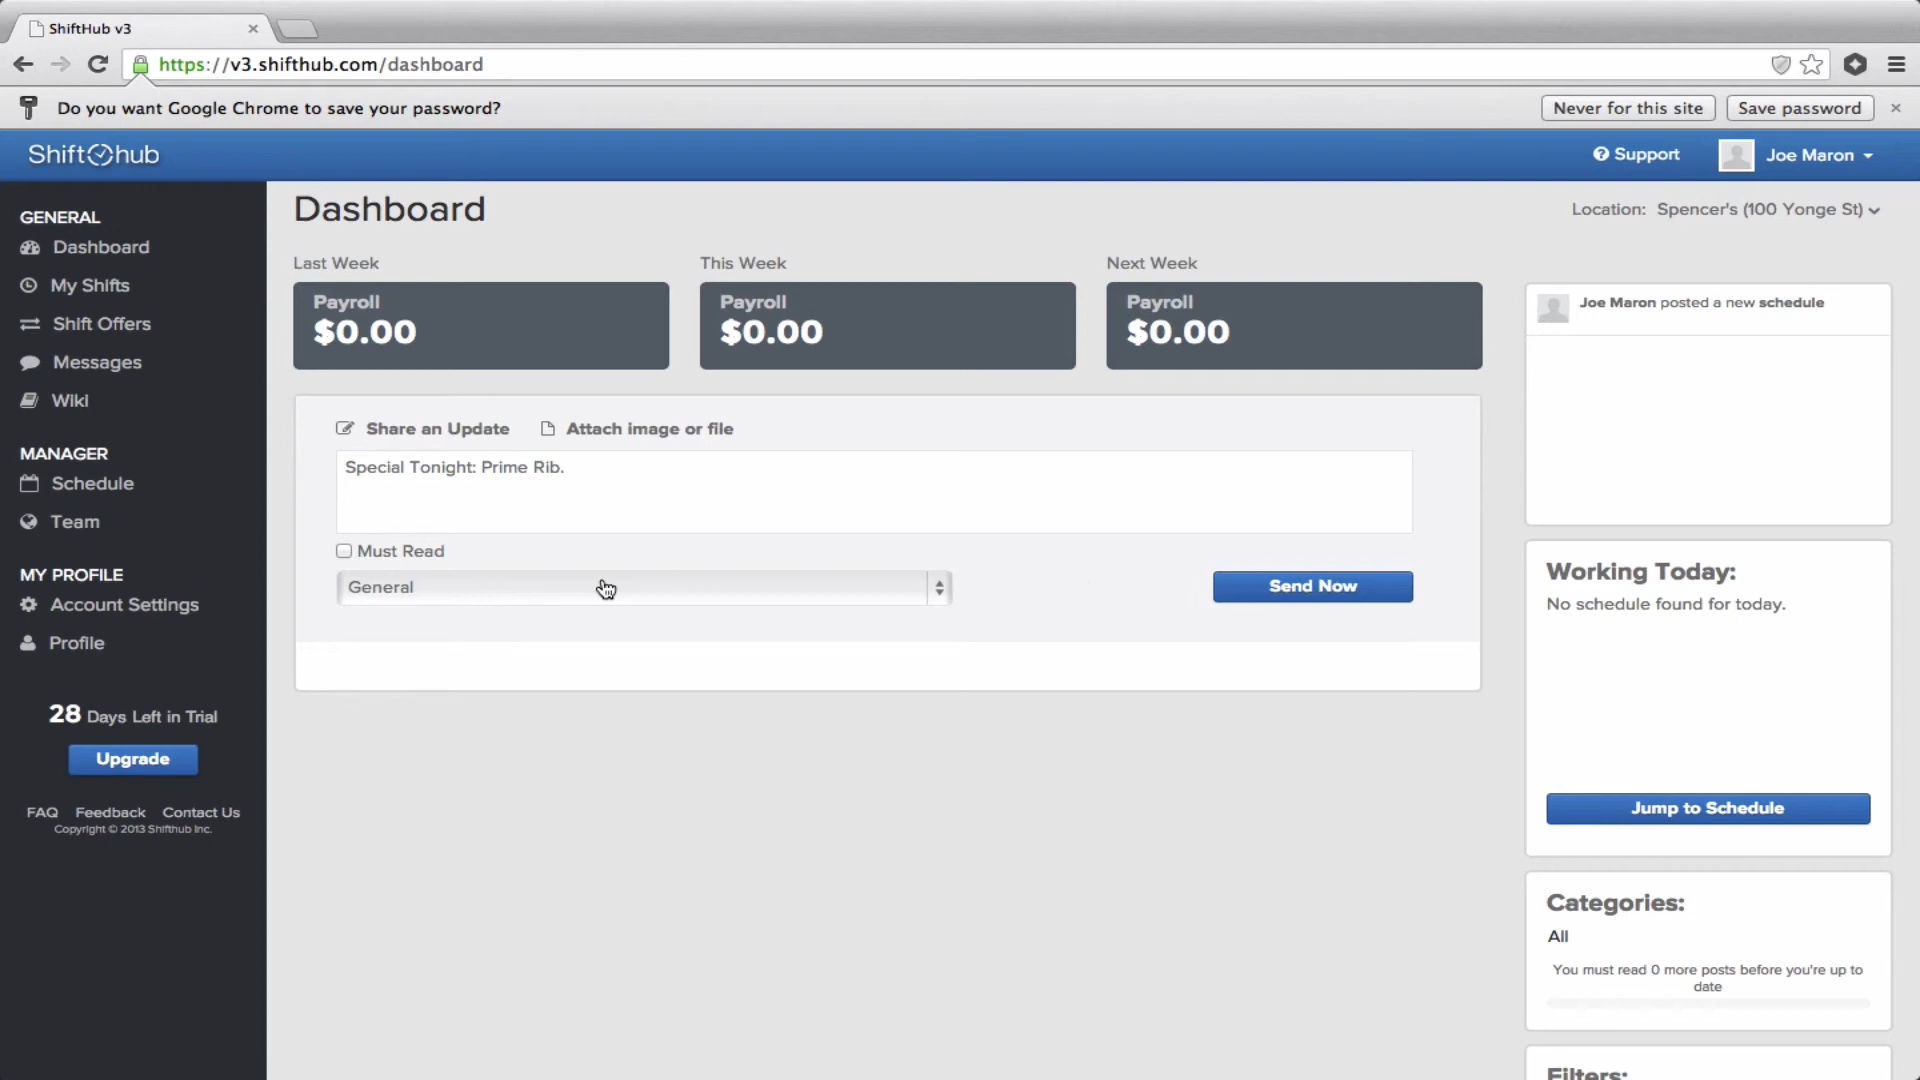 ShiftHub v3
https://v3.shifthub.com/dashboard
Do you want Google Chrome to save your password?
Never for this site
Save password
Shift hub
Support
Joe Maron
GENERAL
Dashboard
My Shifts
Shift Offers
Messages
Wiki
MANAGER
Schedule
Team
MY PROFILE
Account Settings
Profile
28 Days Left in Trial
Upgrade
FAQ Feedback Contact Us
Copyright © 2013 Shifthub Inc.
Dashboard
Location: Spencer's (100 Yonge St)
Last Week
Payroll
$0.00
This Week
Payroll
$0.00
Next Week
Payroll
$0.00
Share an Update
Attach image or file
Special Tonight: Prime Rib.
Must Read
General
Send Now
Joe Maron posted a new schedule
Working Today:
No schedule found for today.
Jump to Schedule
Categories:
All
You must read 0 more posts before you're up to
date
Filters: